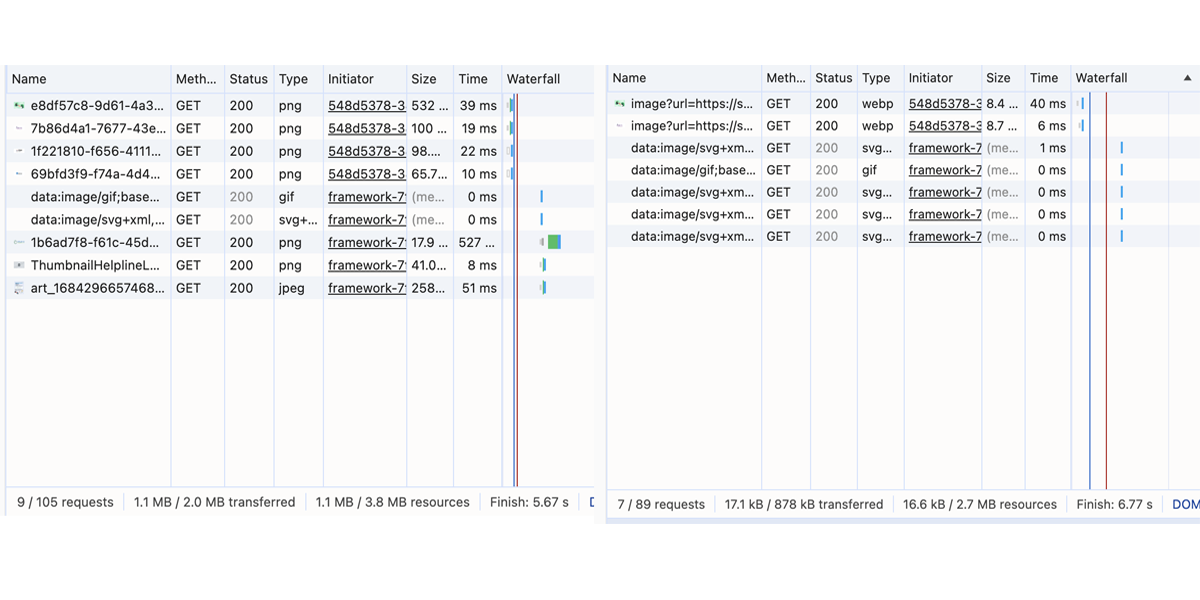 Name Meth... Status Type Initiator Size Time Waterfall
e8df57c8-9d61-4a3... GET 200 png 548d5378-3 532 ... 39 ms
7b86d4a1-7677-43e... GET 200 png 548d5378-3 100 ... 19 ms
1f221810-f656-4111... GET 200 png 548d5378-3 98.... 22 ms
69bfd3f9-f74a-4d4... GET 200 png 548d5378-3 65.7... 10 ms
data:image/gif;base... GET 200 gif framework-7 (me... 0 ms
data:image/svg+xml,... GET 200 svg+... framework-7 (me... 0 ms
1b6ad7f8-f61c-45d... GET 200 png framework-7 17.9 ... 527 ...
ThumbnailHelplineL... GET 200 png framework-7 41.0... 8 ms
art_1684296657468... GET 200 jpeg framework-7 258... 51 ms
9 / 105 requests 1.1 MB / 2.0 MB transferred 1.1 MB / 3.8 MB resources Finish: 5.67 s
Name Meth... Status Type Initiator Size Time Waterfall
image?url=https://s... GET 200 webp 548d5378-3 8.4 ... 40 ms
image?url=https://s... GET 200 webp 548d5378-3 8.7 ... 6 ms
data:image/svg+xm... GET 200 svg... framework-7 (me... 1 ms
data:image/gif;base... GET 200 gif framework-7 (me... 0 ms
data:image/svg+xm... GET 200 svg... framework-7 (me... 0 ms
data:image/svg+xm... GET 200 svg... framework-7 (me... 0 ms
data:image/svg+xm... GET 200 svg... framework-7 (me... 0 ms
7 / 89 requests 17.1 kB / 878 kB transferred 16.6 kB / 2.7 MB resources Finish: 6.77 s DOM